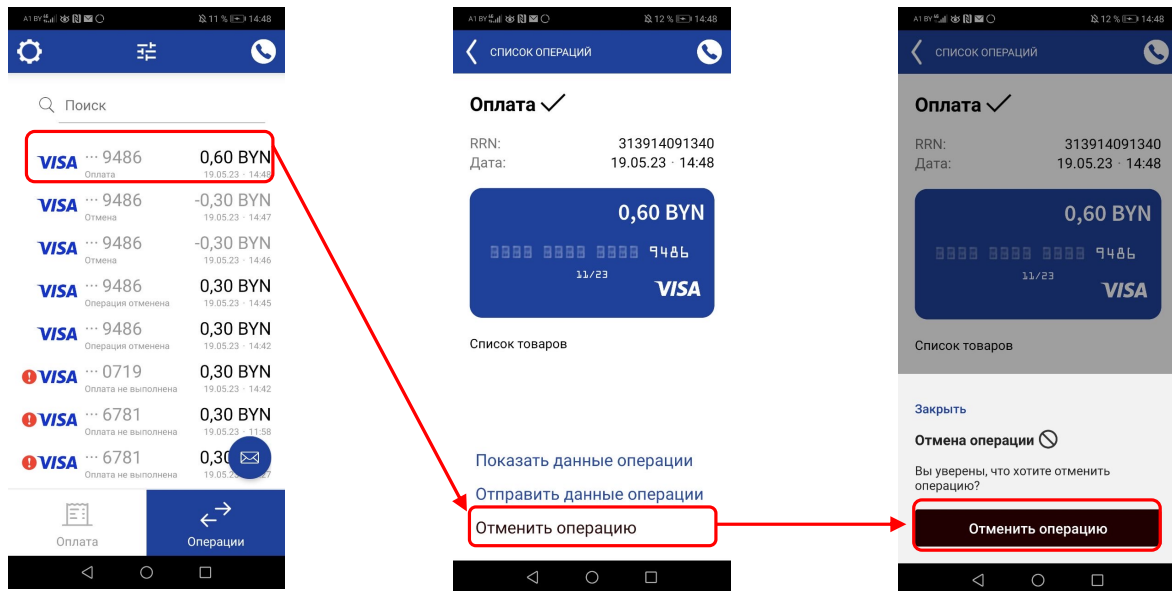 A1 BY 11 % 14:48
Поиск
VISA ··· 9486 0,60 BYN
Оплата 19.05.23 · 14:48
VISA ··· 9486 -0,30 BYN
Отмена 19.05.23 · 14:47
VISA ··· 9486 -0,30 BYN
Отмена 19.05.23 · 14:46
VISA ··· 9486 0,30 BYN
Операция отменена 19.05.23 · 14:45
VISA ··· 9486 0,30 BYN
Операция отменена 19.05.23 · 14:42
VISA ··· 0719 0,30 BYN
Оплата не выполнена 19.05.23 · 14:42
VISA ··· 6781 0,30 BYN
Оплата не выполнена 19.05.23 · 11:58
VISA ··· 6781 0,30
Оплата не выполнена
Оплата Операции
A1 BY 12 % 14:48
СПИСОК ОПЕРАЦИЙ
Оплата
RRN: 313914091340
Дата: 19.05.23 · 14:48
0,60 BYN
9486
11/23
VISA
Список товаров
Показать данные операции
Отправить данные операции
Отменить операцию
A1 BY 12 % 14:48
СПИСОК ОПЕРАЦИЙ
Оплата
RRN: 313914091340
Дата: 19.05.23 · 14:48
0,60 BYN
9486
11/23
VISA
Список товаров
Закрыть
Отмена операции
Вы уверены, что хотите отменить
операцию?
Отменить операцию